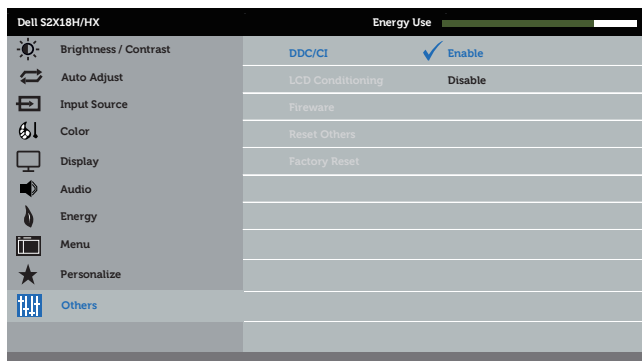 Dell S2X18H/HX Energy Use
Brightness / Contrast DDC/CI Enable
Auto Adjust LCD Conditioning Disable
Input Source Fireware
Color Reset Others
Display Factory Reset
Audio
Energy
Menu
Personalize
Others